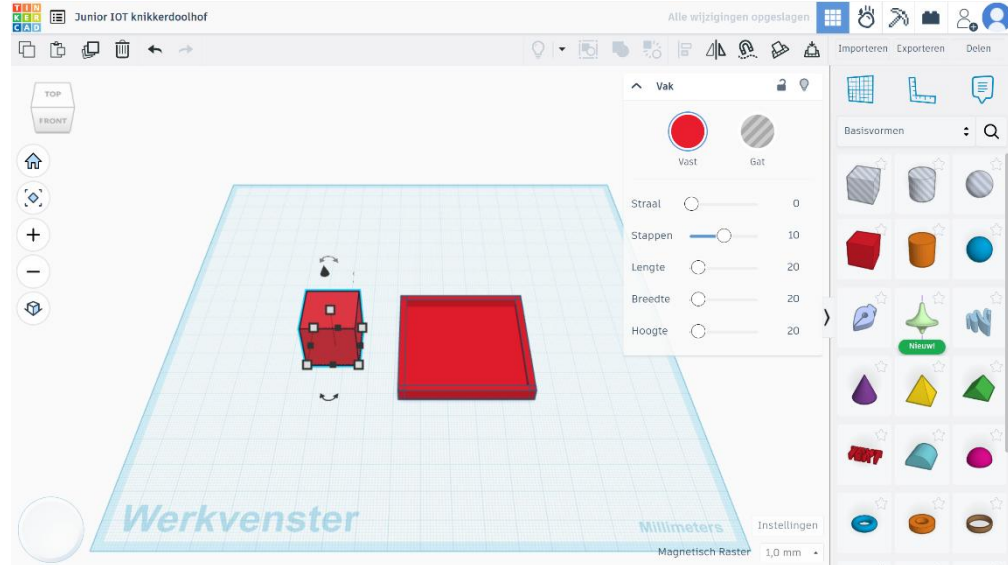 TIN
KER
CAD
Junior IOT knikkerdoolhof
Alle wijzigingen opgeslagen
Importeren Exporteren Delen
TOP
FRONT
Vak
Vast Gat
Straal 0
Stappen 10
Lengte 20
Breedte 20
Hoogte 20
Basisvormen
Nieuw!
TEXT
Werkvenster
Millimeters
Instellingen
Magnetisch Raster 1,0 mm